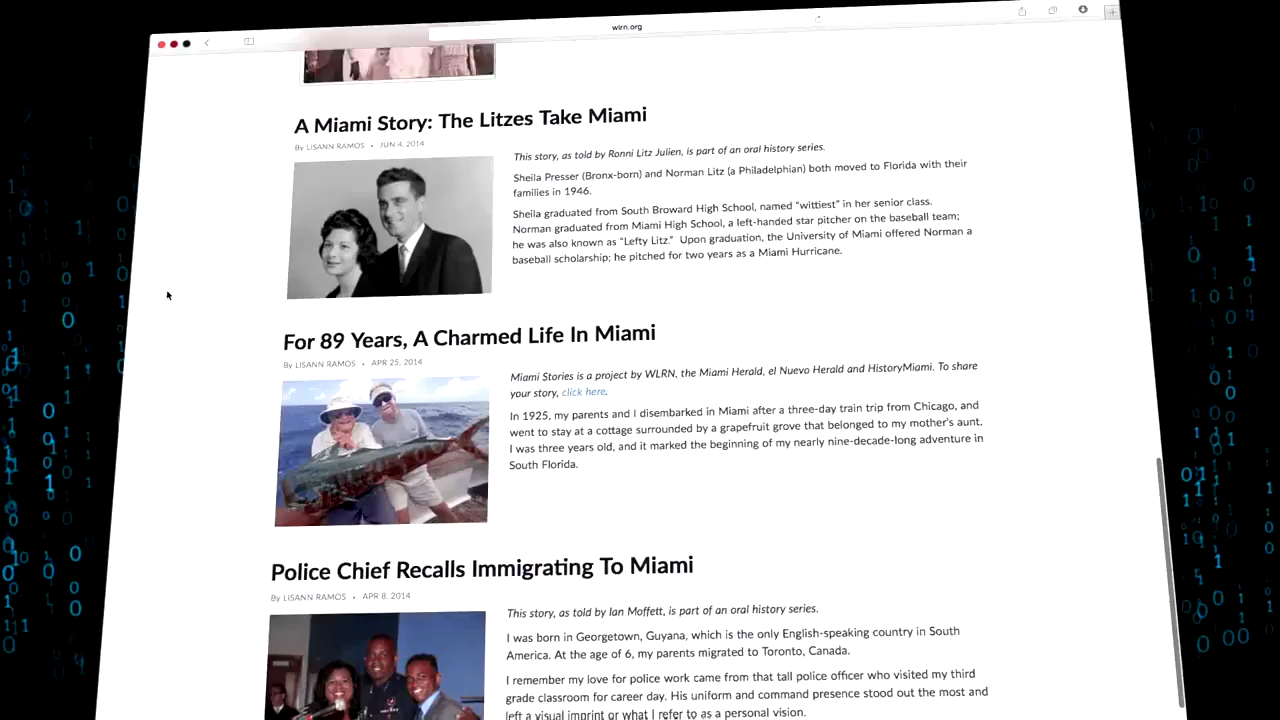 wlrn.org
A Miami Story: The Litzes Take Miami
By LISANN RAMOS • JUN 4, 2014
This story, as told by Ronni Litz Julien, is part of an oral history series.
Sheila Presser (Bronx-born) and Norman Litz (a Philadelphian) both moved to Florida with their
families in 1946.
Sheila graduated from South Broward High School, named “wittiest” in her senior class.
Norman graduated from Miami High School, a left-handed star pitcher on the baseball team;
he was also known as “Lefty Litz.” Upon graduation, the University of Miami offered Norman a
baseball scholarship; he pitched for two years as a Miami Hurricane.
For 89 Years, A Charmed Life In Miami
By LISANN RAMOS • APR 25, 2014
Miami Stories is a project by WLRN, the Miami Herald, el Nuevo Herald and HistoryMiami. To share
your story, click here.
In 1925, my parents and I disembarked in Miami after a three-day train trip from Chicago, and
went to stay at a cottage surrounded by a grapefruit grove that belonged to my mother's aunt.
I was three years old, and it marked the beginning of my nearly nine-decade-long adventure in
South Florida.
Police Chief Recalls Immigrating To Miami
By LISANN RAMOS • APR 8, 2014
This story, as told by Ian Moffett, is part of an oral history series.
I was born in Georgetown, Guyana, which is the only English-speaking country in South
America. At the age of 6, my parents migrated to Toronto, Canada.
I remember my love for police work came from that tall police officer who visited my third
grade classroom for career day. His uniform and command presence stood out the most and
left a visual imprint or what I refer to as a personal vision.